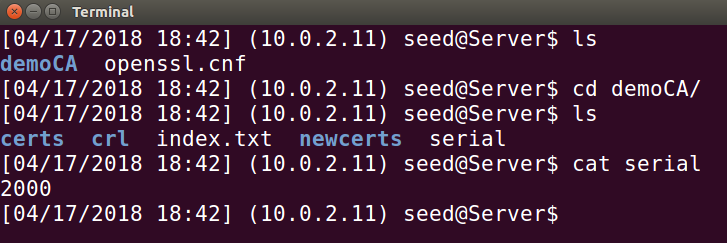 Terminal
[04/17/2018 18:42] (10.0.2.11) seed@Server$ ls
demoCA  openssl.cnf
[04/17/2018 18:42] (10.0.2.11) seed@Server$ cd demoCA/
[04/17/2018 18:42] (10.0.2.11) seed@Server$ ls
certs  crl  index.txt  newcerts  serial
[04/17/2018 18:42] (10.0.2.11) seed@Server$ cat serial
2000
[04/17/2018 18:42] (10.0.2.11) seed@Server$